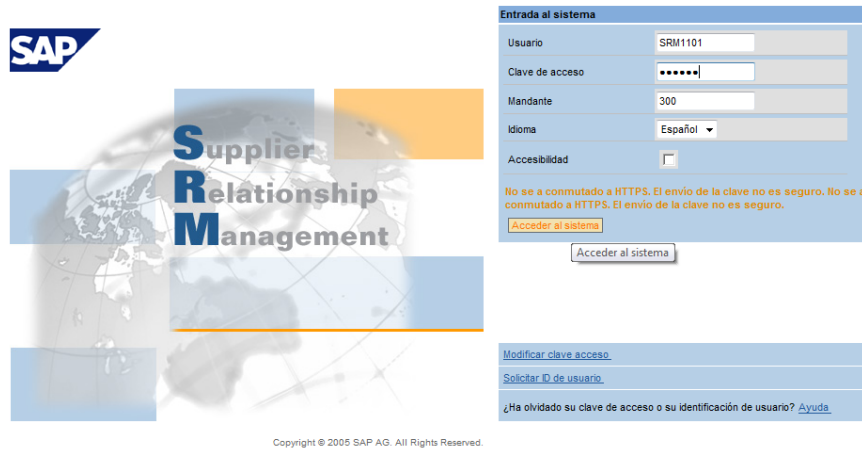 SAP
Supplier
Relationship
Management
Copyright © 2005 SAP AG. All Rights Reserved.
Entrada al sistema
Usuario SRM1101
Clave de acceso ••••••
Mandante 300
Idioma Español
Accesibilidad
No se a conmutado a HTTPS. El envio de la clave no es seguro. No se a
conmutado a HTTPS. El envio de la clave no es seguro.
Acceder al sistema
Acceder al sistema
Modificar clave acceso
Solicitar ID de usuario
¿Ha olvidado su clave de acceso o su identificación de usuario? Ayuda